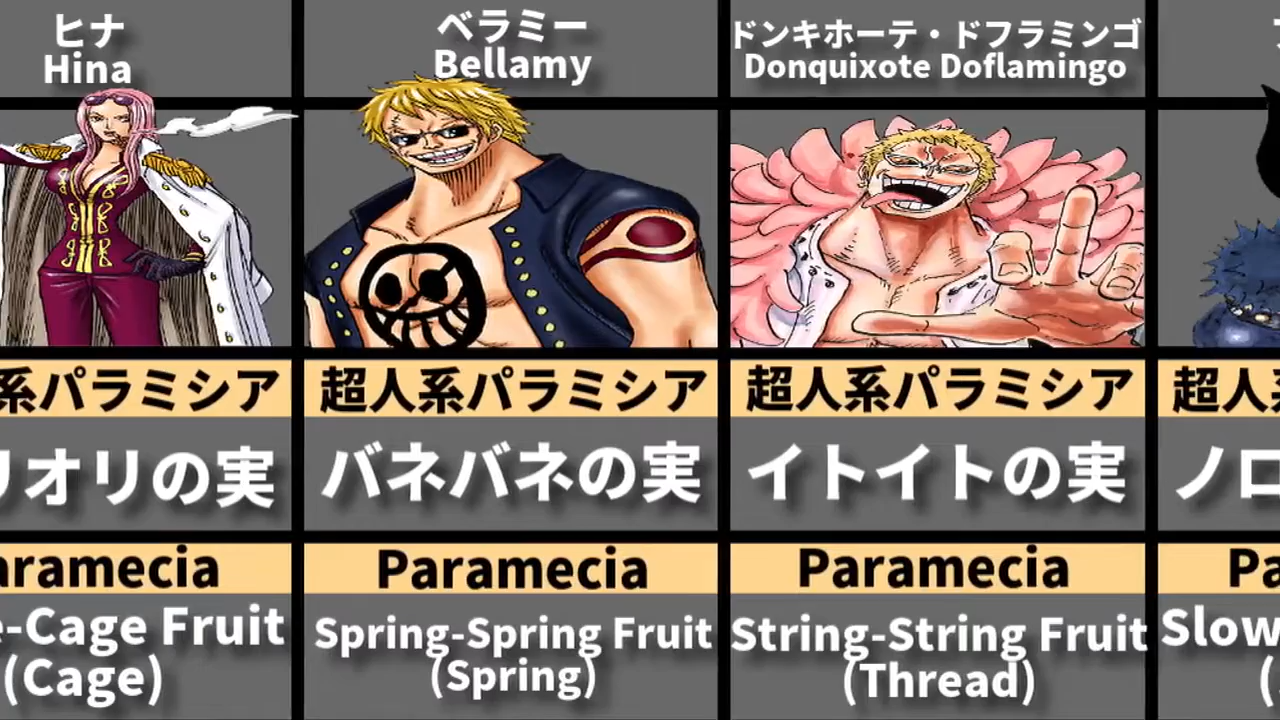 ヒナ
Hina
系パラミシア
リオリの実
aramecia
e-Cage Fruit
(Cage)
ベラミー
Bellamy
超人系パラミシア
バネバネの実
Paramecia
Spring-Spring Fruit
(Spring)
ドンキホーテ・ドフラミンゴ
Donquixote Doflamingo
超人系パラミシア
イトイトの実
Paramecia
String-String Fruit
(Thread)
超人
ノロ
Pa
Slow
(